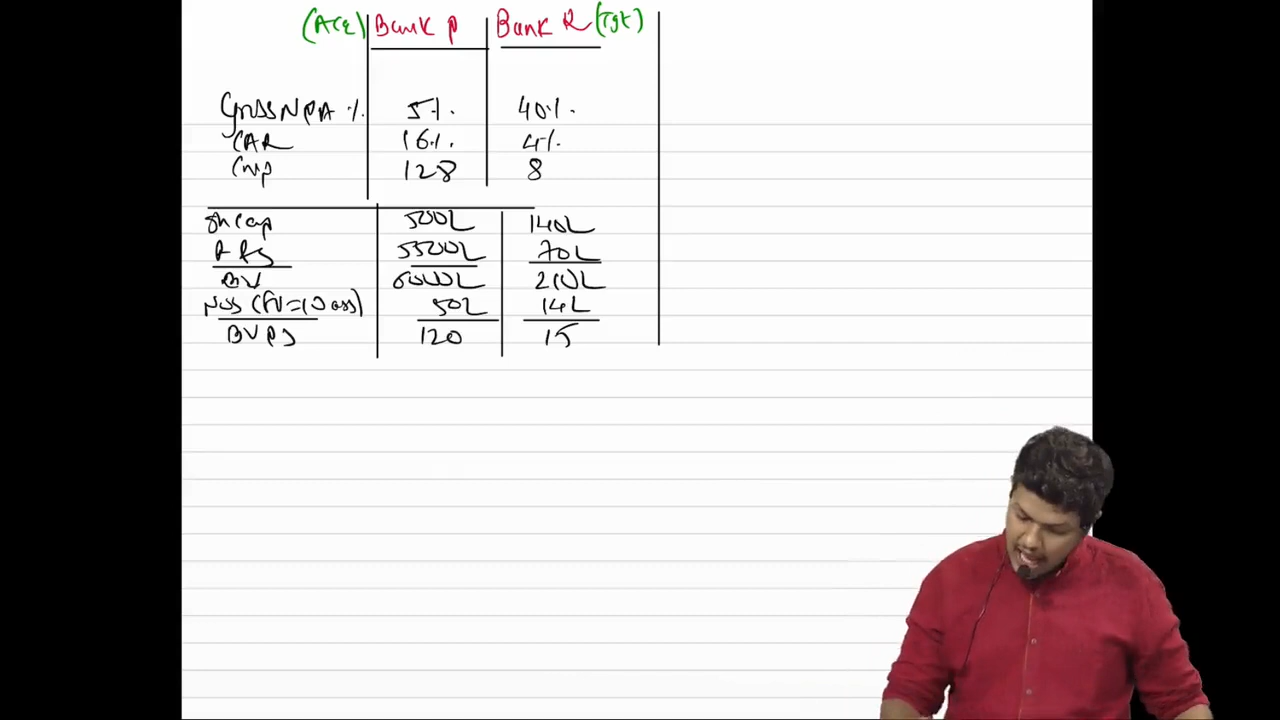 (Acq) Bank P Bank R (Tgt)
Gross NPA % 5% 40%
CAR 16% 4%
CMP 128 8
Sh Cap 500L 140L
R & S 5500L 70L
BV 6000L 210L
NOS (FV=10 ass) 50L 14L
BVPS 120 15